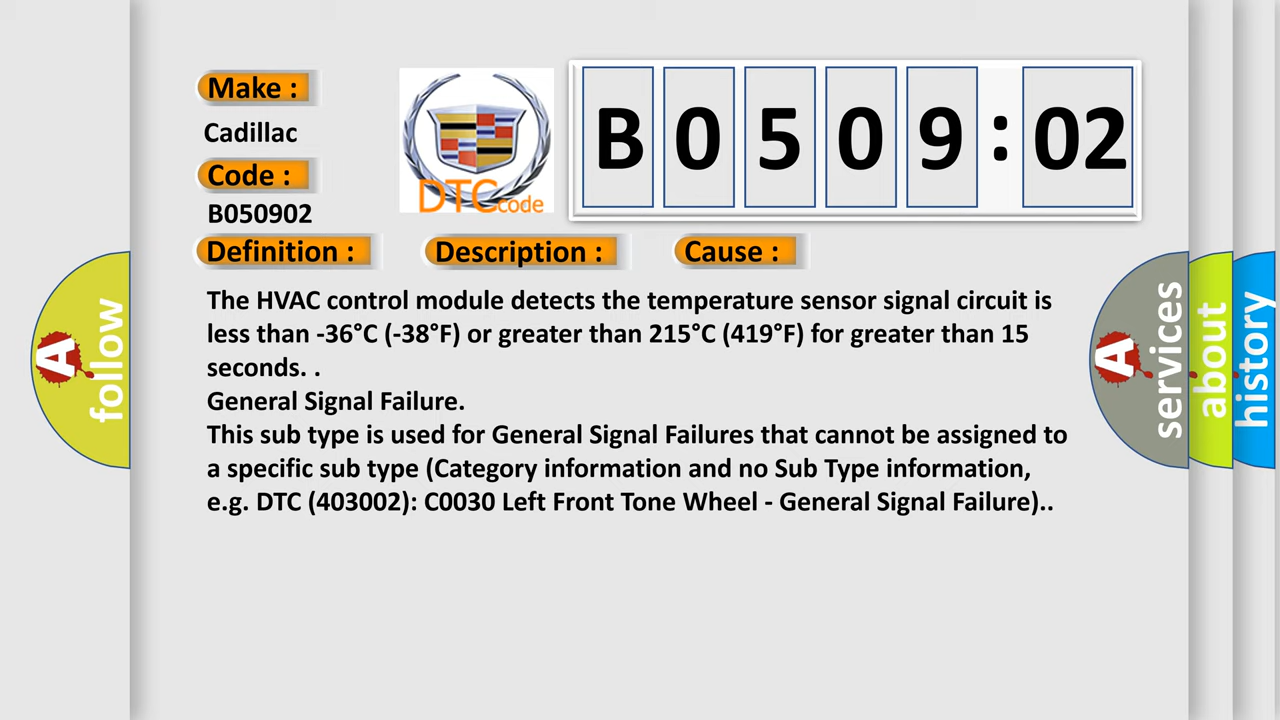 Make :
Cadillac
Code :
B050902
DTC code
B 0 5 0 9 : 02
Definition :
Description :
Cause :
The HVAC control module detects the temperature sensor signal circuit is
less than -36°C (-38°F) or greater than 215°C (419°F) for greater than 15
seconds. .
General Signal Failure.
This sub type is used for General Signal Failures that cannot be assigned to
a specific sub type (Category information and no Sub Type information,
e.g. DTC (403002): C0030 Left Front Tone Wheel - General Signal Failure)..
A
follow
A
services
about
history